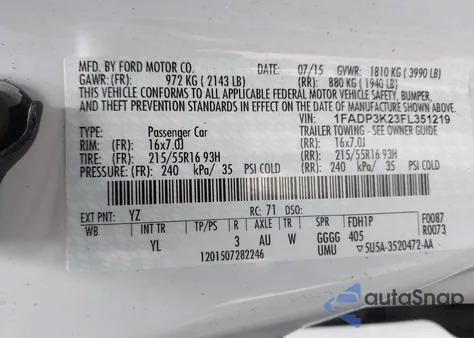 MFD. BY FORD MOTOR CO. DATE: 07/15 GVWR: 1810 KG ( 3990 LB)
GAWR: (FR): 972 KG ( 2143 LB) (RR): 880 KG ( 1940 LB)
THIS VEHICLE CONFORMS TO ALL APPLICABLE FEDERAL MOTOR VEHICLE SAFETY, BUMPER,
AND THEFT PREVENTION STANDARDS IN EFFECT ON THE DATE OF MANUFACTURE SHOWN ABOVE.
VIN: 1FADP3K23FL351219
TYPE: Passenger Car TRAILER TOWING - SEE OWNER GUIDE
RIM: (FR): 16x7.0J (RR): 16x7.0J
TIRE: (FR): 215/55R16 93H (RR): 215/55R16 93H
PRESSURE: (FR): 240 kPa/ 35 PSI COLD (RR): 240 kPa/ 35 PSI COLD
EXT PNT: YZ RC: 71 DSO:
WB INT TP/PS R AX TR SPR FDH1P F0087
YL 3 AU W GGGG 405 R0073
1201507282246 UMU 5U5A-3520472-AA
autoSnap